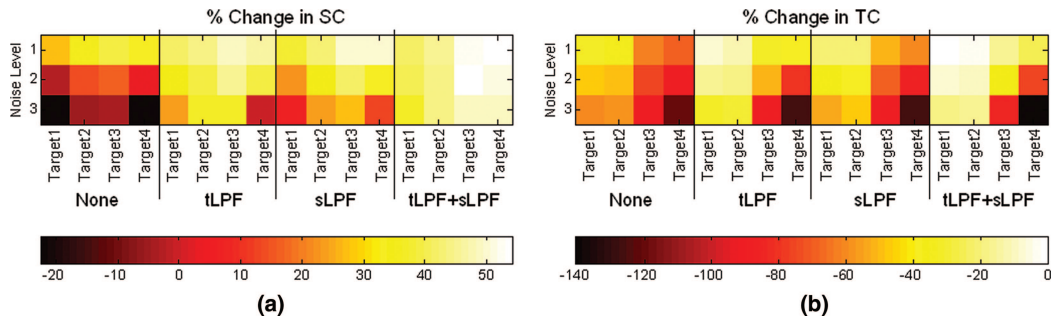 % Change in SC
Noise Level
1
2
3
Target1 Target2 Target3 Target4 Target1 Target2 Target3 Target4 Target1 Target2 Target3 Target4 Target1 Target2 Target3 Target4
None tLPF sLPF tLPF+sLPF
-20 -10 0 10 20 30 40 50
(a)
% Change in TC
Noise Level
1
2
3
Target1 Target2 Target3 Target4 Target1 Target2 Target3 Target4 Target1 Target2 Target3 Target4 Target1 Target2 Target3 Target4
None tLPF sLPF tLPF+sLPF
-140 -120 -100 -80 -60 -40 -20 0
(b)